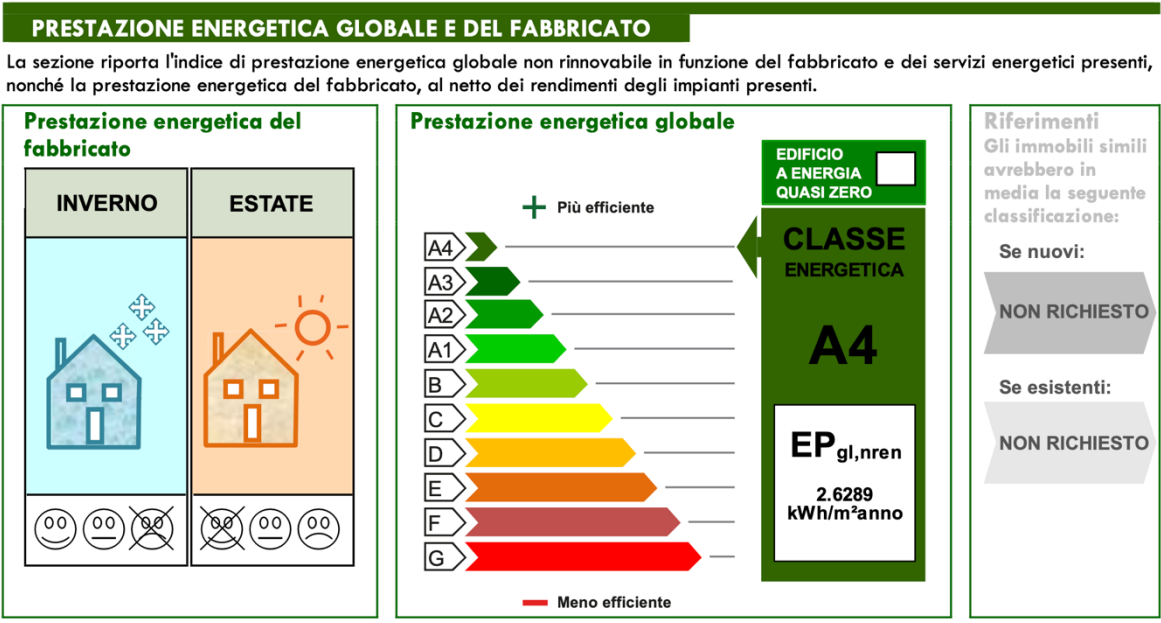 PRESTAZIONE ENERGETICA GLOBALE E DEL FABBRICATO
La sezione riporta l'indice di prestazione energetica globale non rinnovabile in funzione del fabbricato e dei servizi energetici presenti,
nonché la prestazione energetica del fabbricato, al netto dei rendimenti degli impianti presenti.
Prestazione energetica del
fabbricato
INVERNO
ESTATE
Prestazione energetica globale
+ Più efficiente
A4
A3
A2
A1
B
C
D
E
F
G
− Meno efficiente
EDIFICIO
A ENERGIA
QUASI ZERO
CLASSE
ENERGETICA
A4
EPgl,nren
2.6289
kWh/m²anno
Riferimenti
Gli immobili simili
avrebbero in
media la seguente
classificazione:
Se nuovi:
NON RICHIESTO
Se esistenti:
NON RICHIESTO